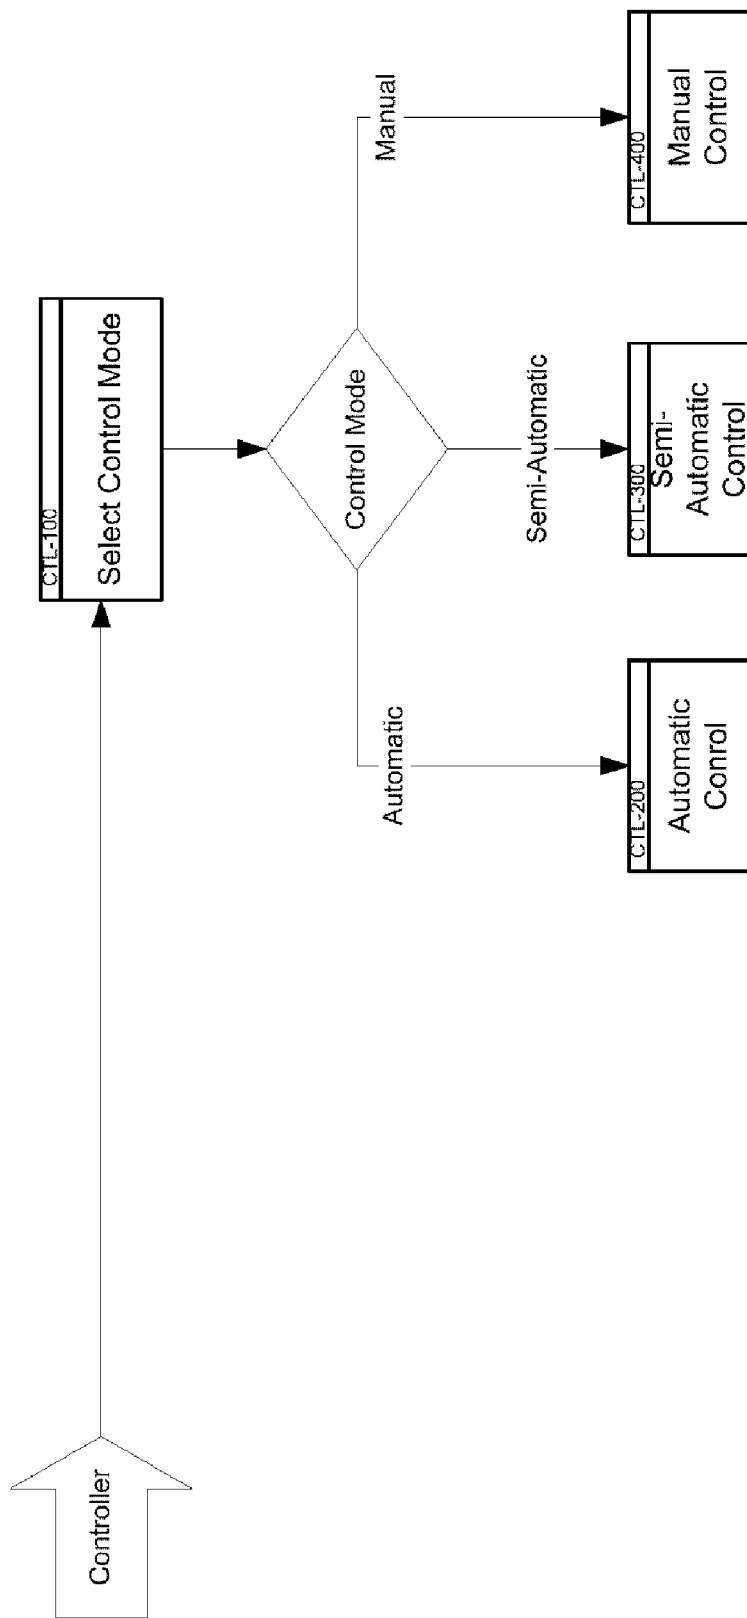 Controller
CTL-100
Select Control Mode
Control Mode
Automatic
Semi-Automatic
Manual
CTL-200
Automatic
Conrol
CTL-300
Semi-
Automatic
Control
CTL-400
Manual
Control